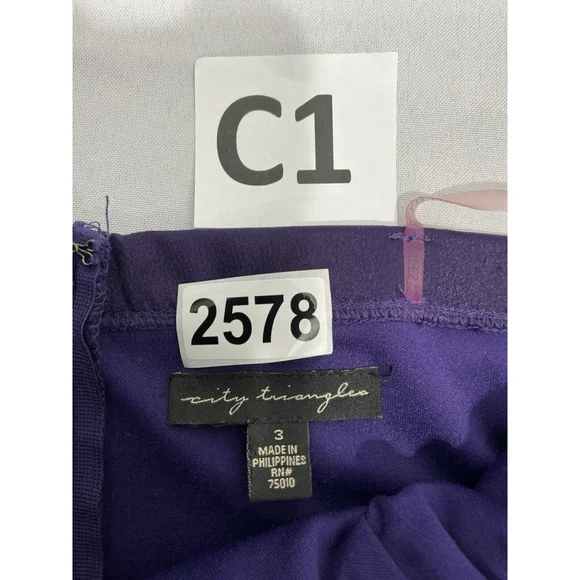 C1
2578
city triangles
3
MADE IN
PHILIPPINES
RN#
75010